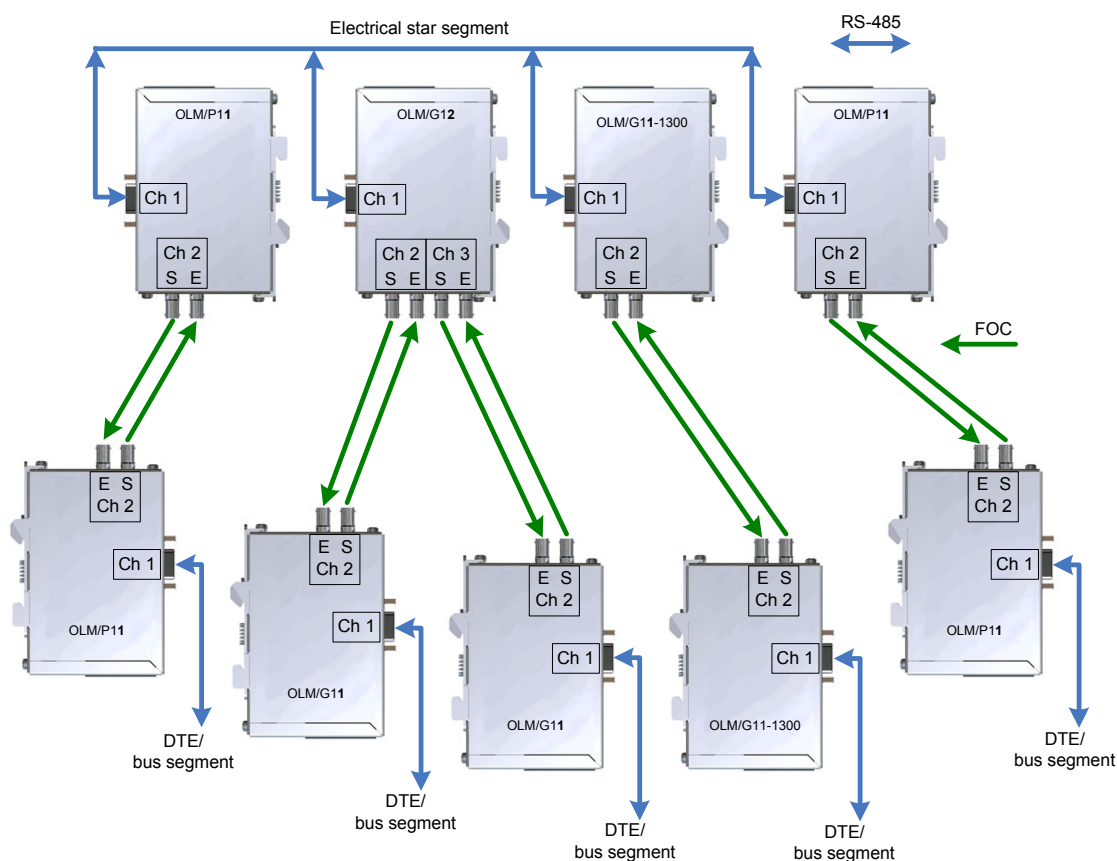 Electrical star segment
RS-485
OLM/P11
OLM/G12
OLM/G11-1300
OLM/P11
Ch 1
Ch 1
Ch 1
Ch 1
Ch 2
S E
Ch 2 Ch 3
S E S E
Ch 2
S E
Ch 2
S E
FOC
E S
Ch 2
Ch 1
OLM/P11
DTE/
bus segment
E S
Ch 2
Ch 1
OLM/G11
DTE/
bus segment
E S
Ch 2
Ch 1
OLM/G11
DTE/
bus segment
E S
Ch 2
Ch 1
OLM/G11-1300
DTE/
bus segment
E S
Ch 2
Ch 1
OLM/P11
DTE/
bus segment